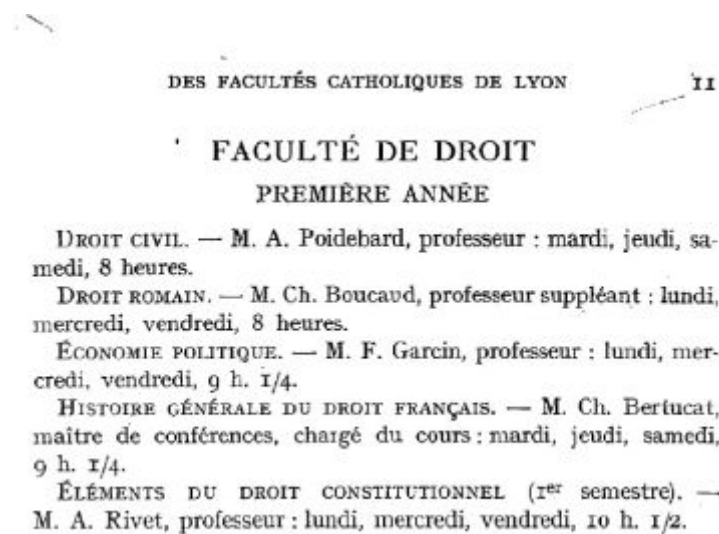 DES FACULTÉS CATHOLIQUES DE LYON 11
FACULTÉ DE DROIT
PREMIÈRE ANNÉE
DROIT CIVIL. — M. A. Poidebard, professeur : mardi, jeudi, sa-
medi, 8 heures.
DROIT ROMAIN. — M. Ch. Boucaud, professeur suppléant : lundi,
mercredi, vendredi, 8 heures.
ÉCONOMIE POLITIQUE. — M. F. Garcin, professeur : lundi, mer-
credi, vendredi, 9 h. 1/4.
HISTOIRE GÉNÉRALE DU DROIT FRANÇAIS. — M. Ch. Bertucat,
maître de conférences, chargé du cours : mardi, jeudi, samedi,
9 h. 1/4.
ÉLÉMENTS DU DROIT CONSTITUTIONNEL (1er semestre). —
M. A. Rivet, professeur : lundi, mercredi, vendredi, 10 h. 1/2.